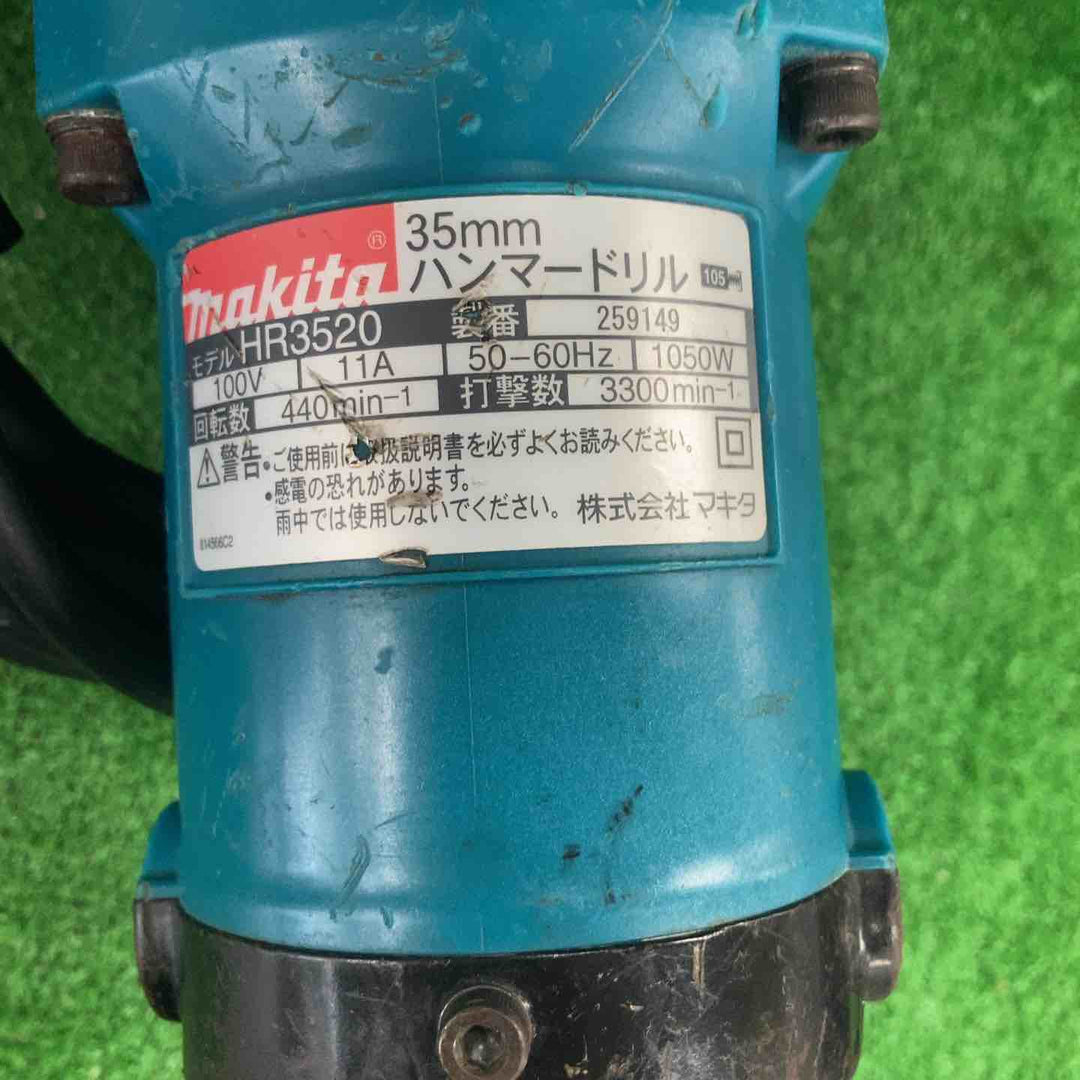 makita®
35mm
ハンマードリル 105
モデル HR3520 製番 259149
100V 11A 50-60Hz 1050W
回転数 440min-1 打撃数 3300min-1
警告 •ご使用前に取扱説明書を必ずよくお読みください。
•感電の恐れがあります。
雨中では使用しないでください。 株式会社 マキタ
814566C2